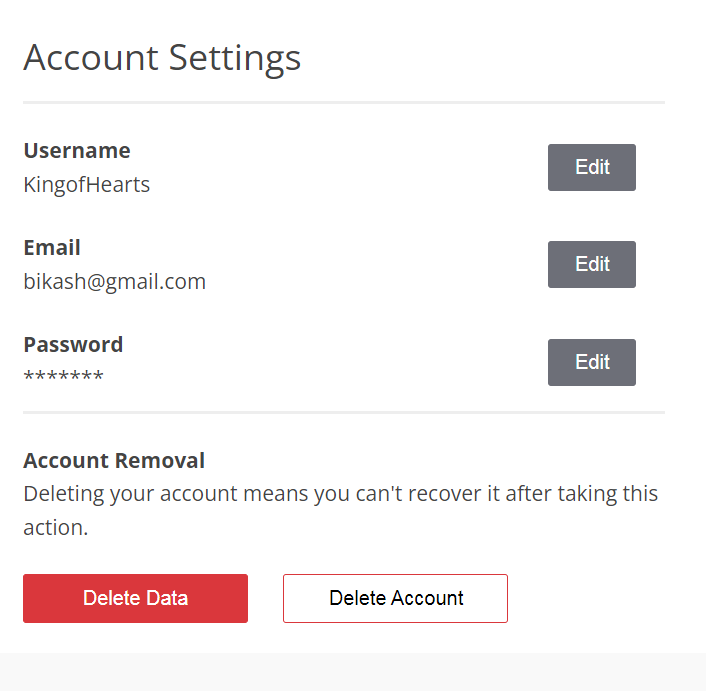 Account Settings
Username
Edit
KingofHearts
Email
Edit
bikash@gmail.com
Password
Edit
*******
Account Removal
Deleting your account means you can't recover it after taking this
action.
Delete Data
Delete Account